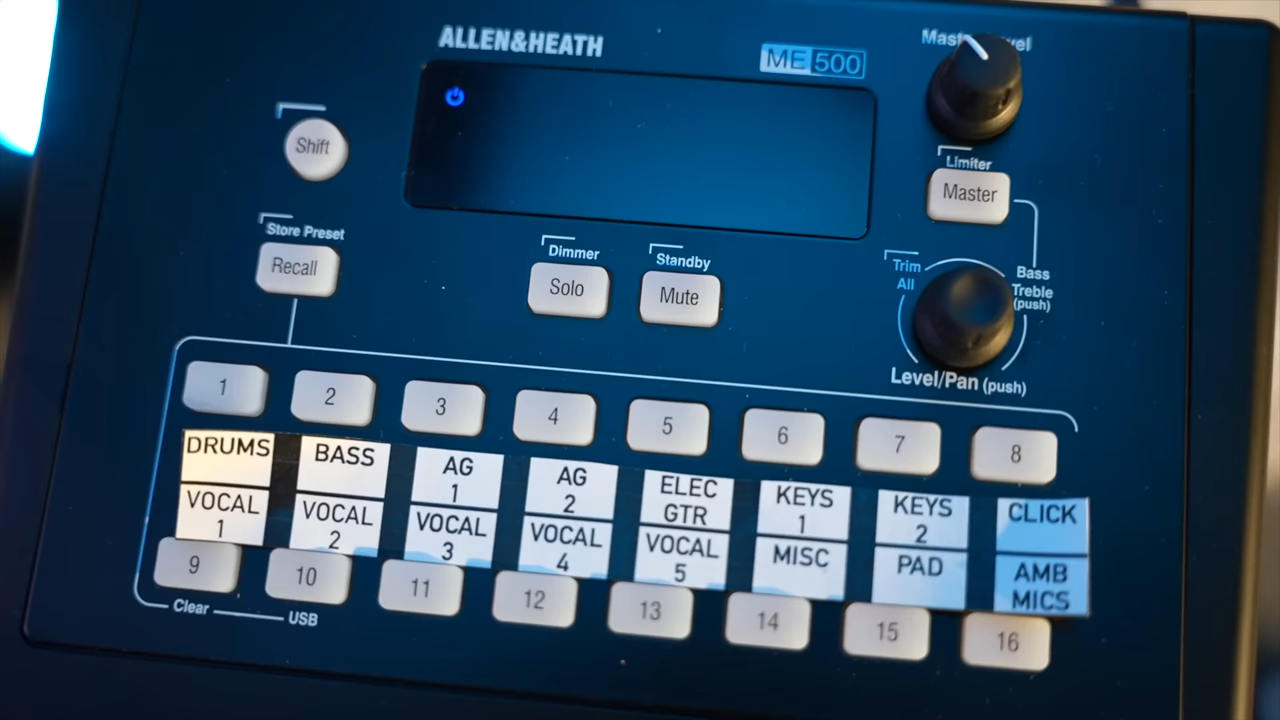 ALLEN&HEATH
ME 500
Master Level
Shift
Limiter
Master
Store Preset
Recall
Dimmer
Solo
Standby
Mute
Trim
All
Bass
Treble
(push)
Level/Pan (push)
1 2 3 4 5 6 7 8
DRUMS
BASS
AG
1
AG
2
ELEC
GTR
KEYS
1
KEYS
2
CLICK
VOCAL
1
VOCAL
2
VOCAL
3
VOCAL
4
VOCAL
5
MISC
PAD
AMB
MICS
9 10 11 12 13 14 15 16
Clear
USB